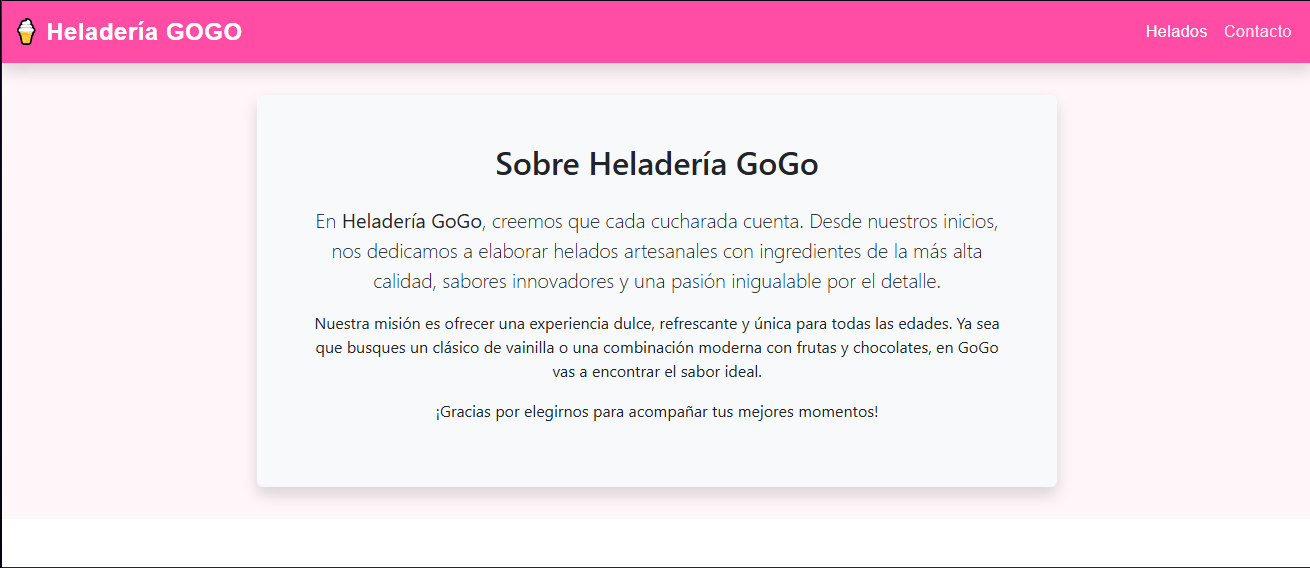 Heladería GOGO
Helados Contacto
Sobre Heladería GoGo
En Heladería GoGo, creemos que cada cucharada cuenta. Desde nuestros inicios,
nos dedicamos a elaborar helados artesanales con ingredientes de la más alta
calidad, sabores innovadores y una pasión inigualable por el detalle.
Nuestra misión es ofrecer una experiencia dulce, refrescante y única para todas las edades. Ya sea
que busques un clásico de vainilla o una combinación moderna con frutas y chocolates, en GoGo
vas a encontrar el sabor ideal.
¡Gracias por elegirnos para acompañar tus mejores momentos!